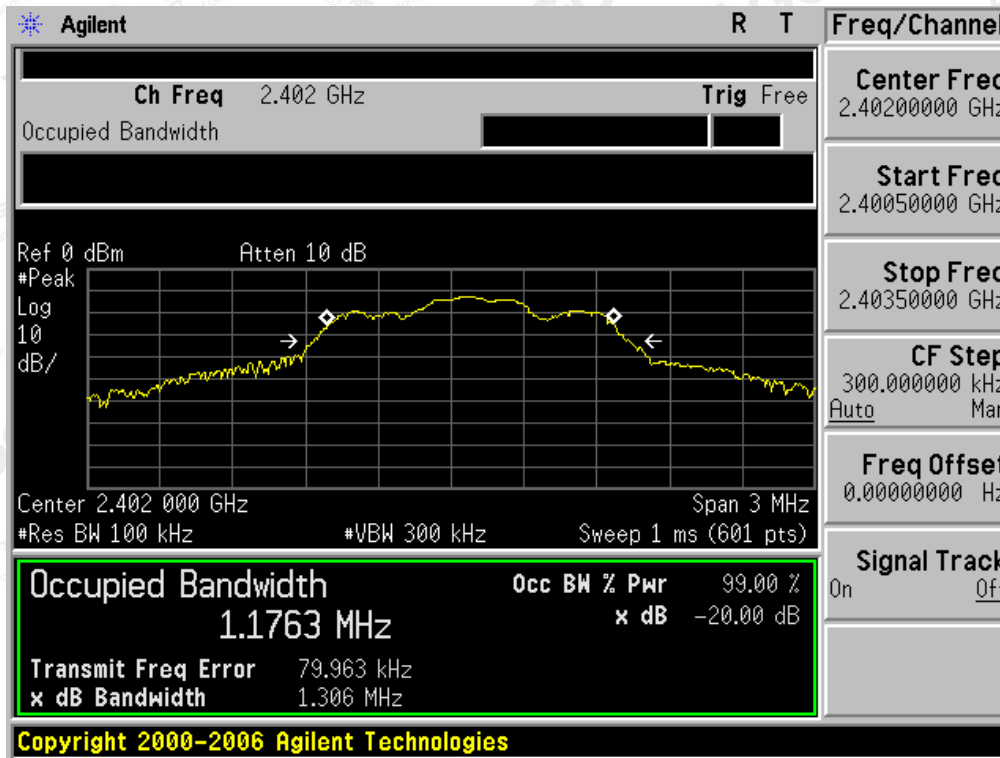 Agilent R T Freq/Channel
Ch Freq 2.402 GHz Trig Free
Occupied Bandwidth
Center Freq
2.40200000 GHz
Start Freq
2.40050000 GHz
Stop Freq
2.40350000 GHz
CF Step
300.000000 kHz
Auto Man
Freq Offset
0.00000000 Hz
Signal Track
On Off
Ref 0 dBm Atten 10 dB
#Peak
Log
10
dB/
Center 2.402 000 GHz Span 3 MHz
#Res BW 100 kHz #VBW 300 kHz Sweep 1 ms (601 pts)
Occupied Bandwidth Occ BW % Pwr 99.00 %
1.1763 MHz x dB -20.00 dB
Transmit Freq Error 79.963 kHz
x dB Bandwidth 1.306 MHz
Copyright 2000-2006 Agilent Technologies